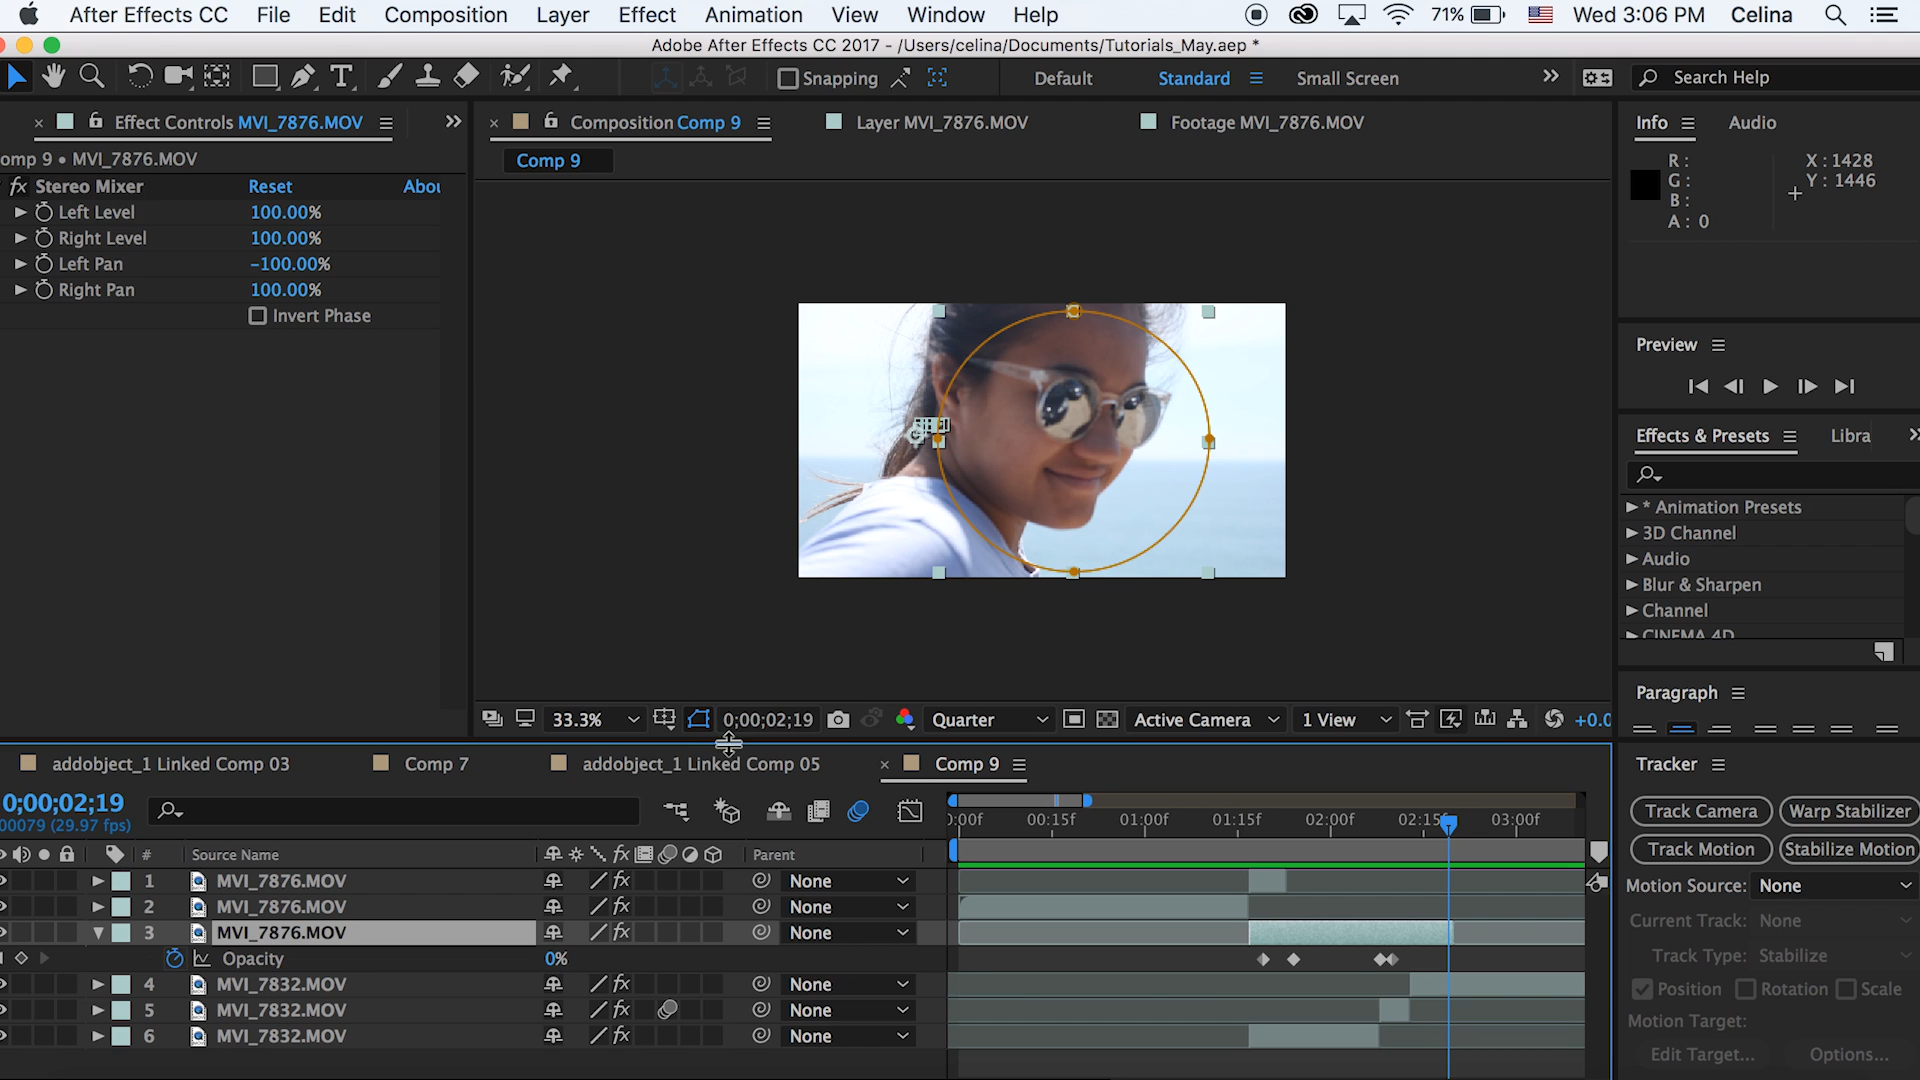 After Effects CC File Edit Composition Layer Effect Animation View Window Help 71% Wed 3:06 PM Celina
Adobe After Effects CC 2017 - /Users/celina/Documents/Tutorials_May.aep *
T Snapping Default Standard Small Screen Search Help
Effect Controls MVI_7876.MOV
Composition Comp 9
Layer MVI_7876.MOV
Footage MVI_7876.MOV
Info Audio
omp 9 • MVI_7876.MOV
Comp 9
R :
G :
B :
A : 0
X : 1428
Y : 1446
fx Stereo Mixer Reset Abou
Left Level 100.00%
Right Level 100.00%
Left Pan -100.00%
Right Pan 100.00%
Invert Phase
Preview
Effects & Presets Libra
* Animation Presets
3D Channel
Audio
Blur & Sharpen
Channel
CINEMA 4D
Paragraph
33.3% 0;00;02;19 Quarter Active Camera 1 View +0.0
addobject_1 Linked Comp 03 Comp 7 addobject_1 Linked Comp 05 Comp 9
0;00;02;19
00079 (29.97 fps)
):00f 00:15f 01:00f 01:15f 02:00f 02:15f 03:00f
# Source Name fx Parent
1 MVI_7876.MOV fx None
2 MVI_7876.MOV fx None
3 MVI_7876.MOV fx None
Opacity 0%
4 MVI_7832.MOV fx None
5 MVI_7832.MOV fx None
6 MVI_7832.MOV fx None
Tracker
Track Camera Warp Stabilizer
Track Motion Stabilize Motion
Motion Source: None
Current Track: None
Track Type: Stabilize
Position Rotation Scale
Motion Target:
Edit Target... Options...